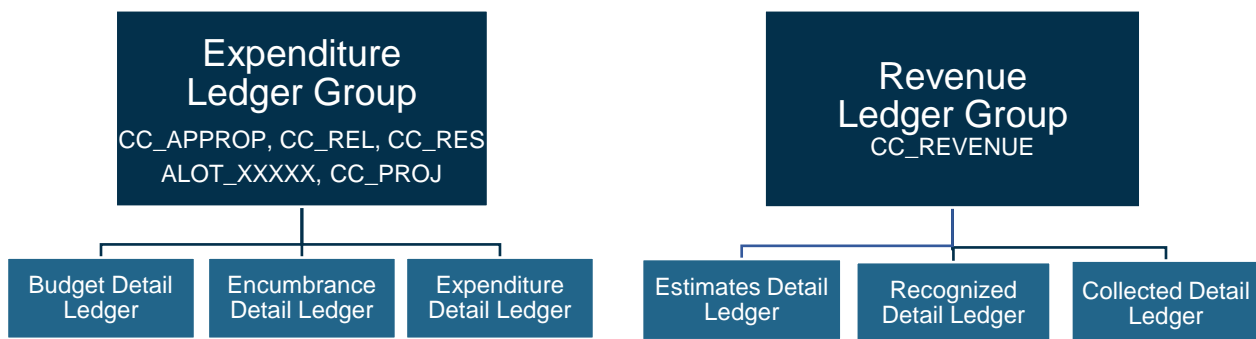 Expenditure
Ledger Group
CC_APPROP, CC_REL, CC_RES
ALOT_XXXXX, CC_PROJ
Budget Detail
Ledger
Encumbrance
Detail Ledger
Expenditure
Detail Ledger
Revenue
Ledger Group
CC_REVENUE
Estimates Detail
Ledger
Recognized
Detail Ledger
Collected Detail
Ledger